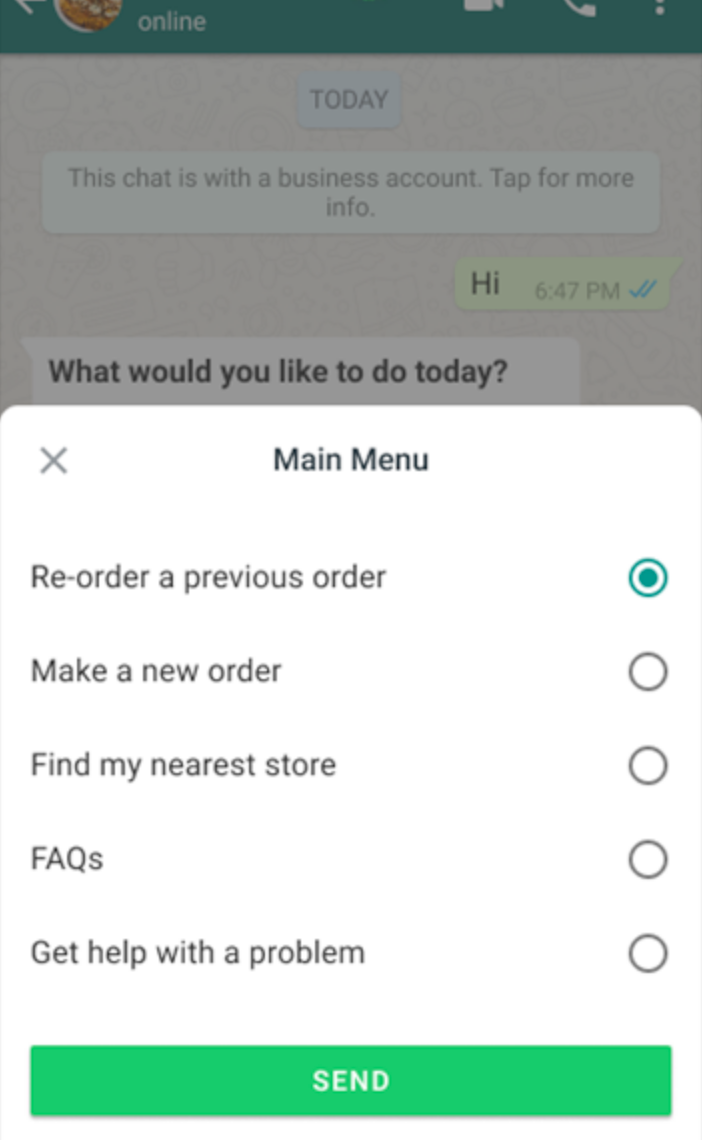 online
TODAY
This chat is with a business account. Tap for more
info.
Hi 6:47 PM
What would you like to do today?
Main Menu
Re-order a previous order
Make a new order
Find my nearest store
FAQs
Get help with a problem
SEND